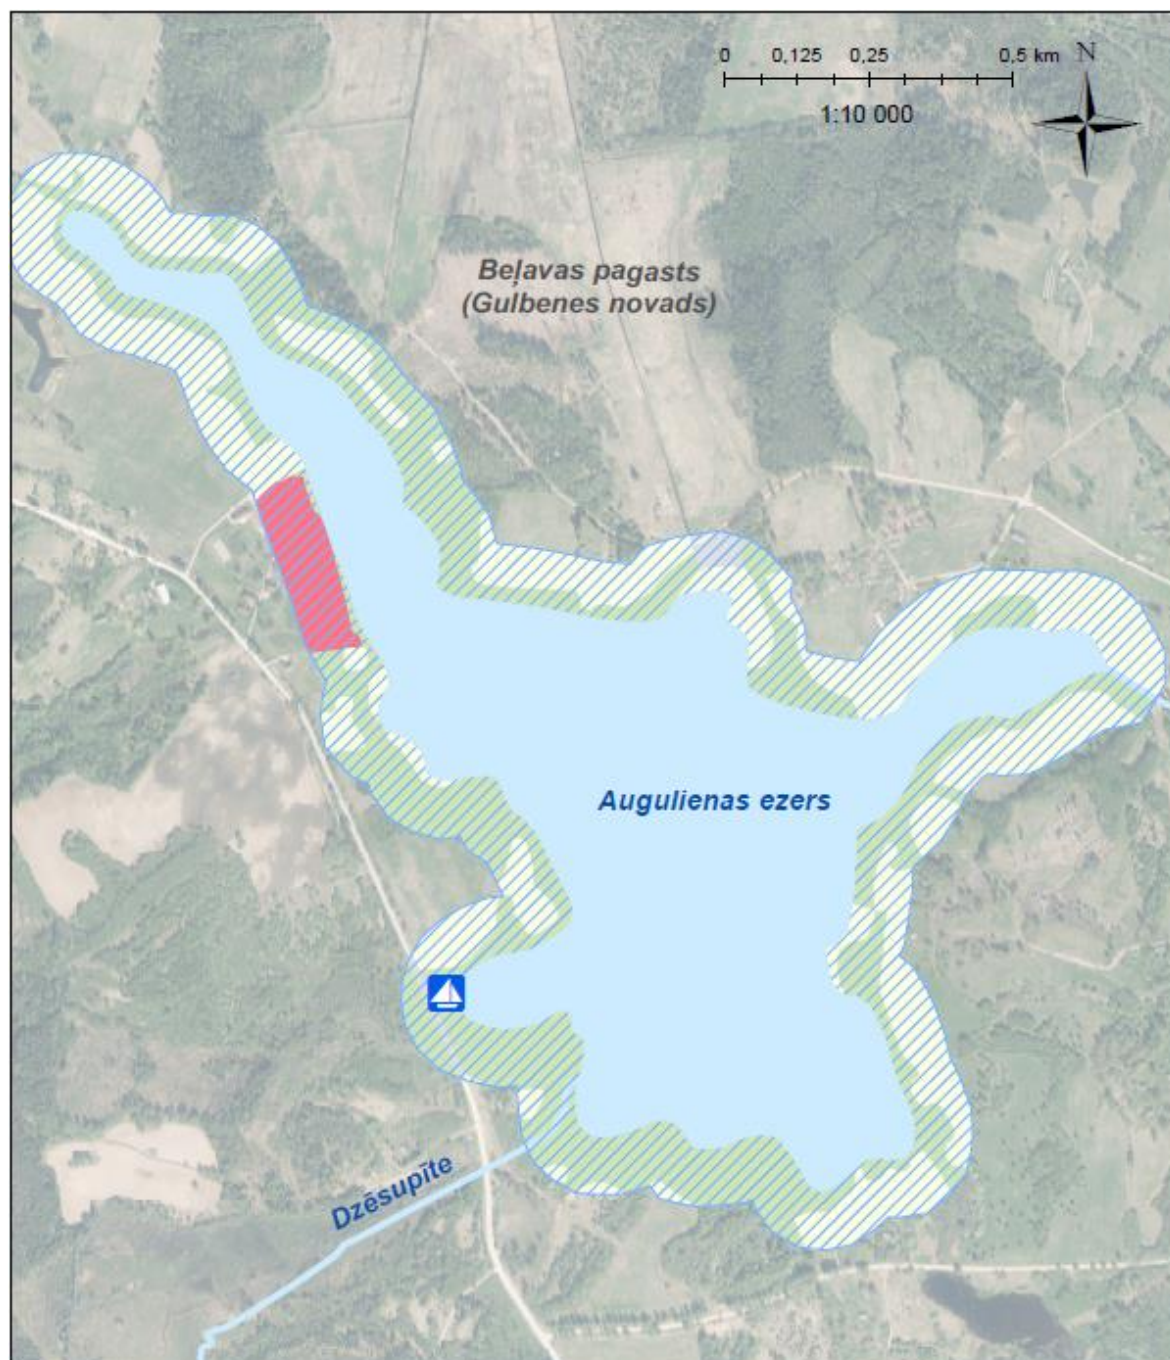 0 0,125 0,25 0,5 km N
1:10 000
Beļavas pagasts
(Gulbenes novads)
Augulienas ezers
Dzēsupīte